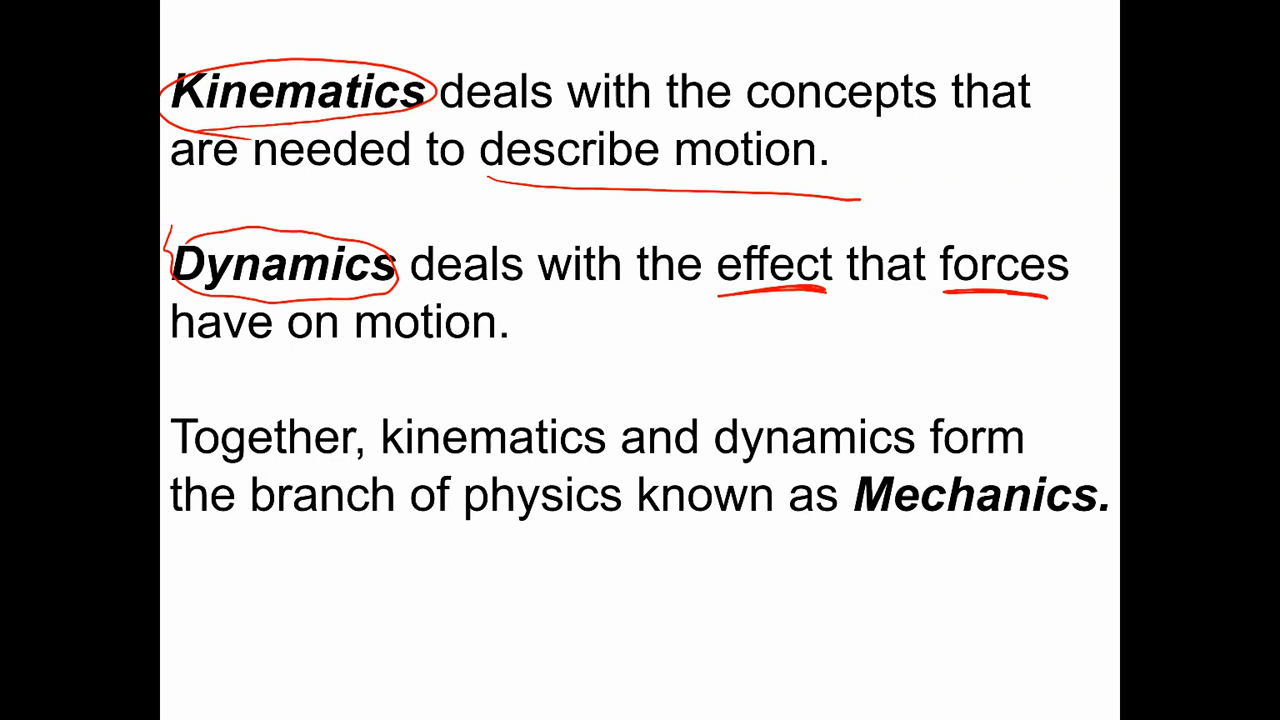 Kinematics deals with the concepts that
are needed to describe motion.
Dynamics deals with the effect that forces
have on motion.
Together, kinematics and dynamics form
the branch of physics known as Mechanics.